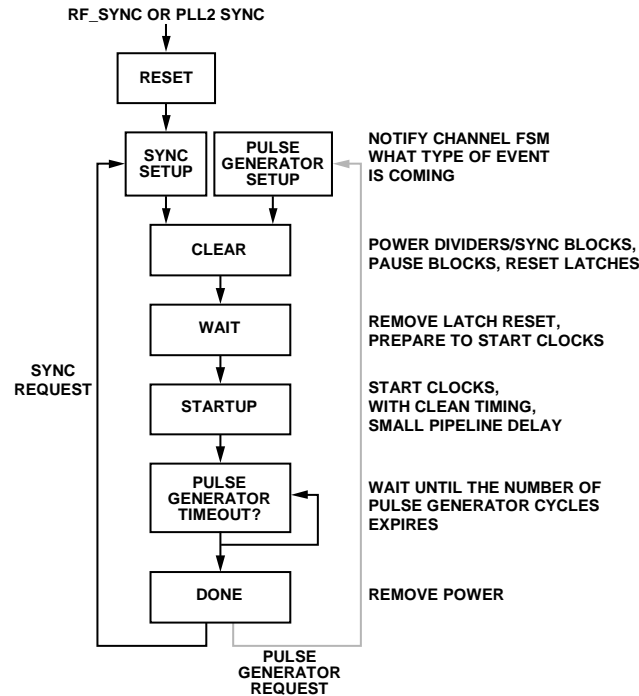 RF_SYNC OR PLL2 SYNC
RESET
SYNC
SETUP
PULSE
GENERATOR
SETUP
NOTIFY CHANNEL FSM
WHAT TYPE OF EVENT
IS COMING
CLEAR
POWER DIVIDERS/SYNC BLOCKS,
PAUSE BLOCKS, RESET LATCHES
WAIT
REMOVE LATCH RESET,
PREPARE TO START CLOCKS
SYNC
REQUEST
STARTUP
START CLOCKS,
WITH CLEAN TIMING,
SMALL PIPELINE DELAY
PULSE
GENERATOR
TIMEOUT?
WAIT UNTIL THE NUMBER OF
PULSE GENERATOR CYCLES
EXPIRES
DONE
REMOVE POWER
PULSE
GENERATOR
REQUEST